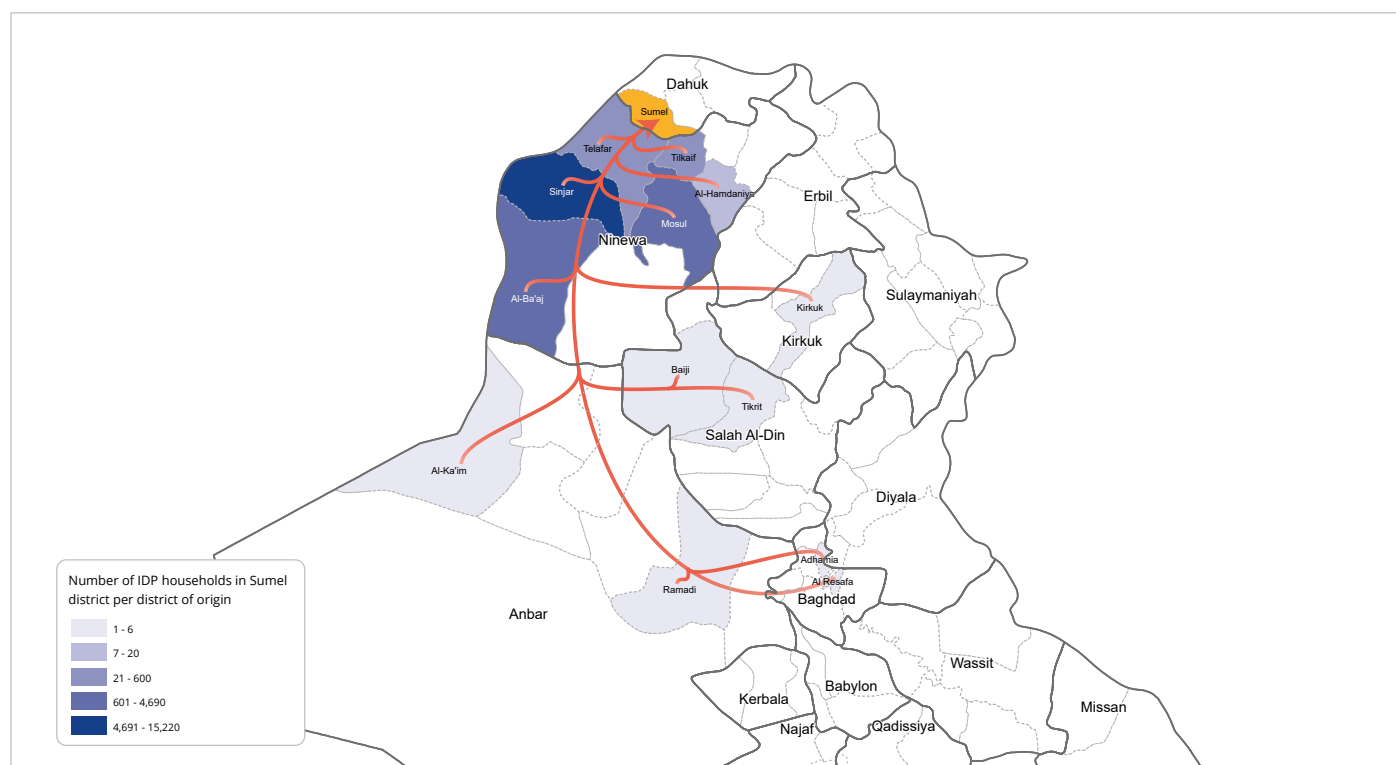 Dahuk
Sumel
Telafar
Tilkaif
Sinjar
Al-Hamdaniya
Erbil
Mosul
Ninewa
Al-Ba'aj
Sulaymaniyah
Kirkuk
Kirkuk
Baiji
Tikrit
Salah Al-Din
Al-Ka'im
Diyala
Adhamia
Al Resafa
Ramadi
Baghdad
Anbar
Wassit
Babylon
Kerbala
Missan
Najaf
Qadissiya
Number of IDP households in Sumel
district per district of origin
1 - 6
7 - 20
21 - 600
601 - 4,690
4,691 - 15,220